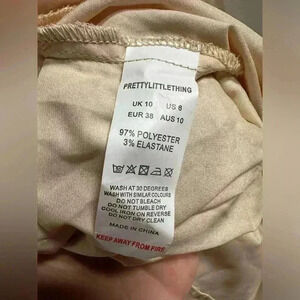 PRETTYLITTLETHING
UK 10 US 6
EUR 38 AUS 10
97% POLYESTER
3% ELASTANE
WASH AT 30 DEGREES
WASH WITH SIMILAR COLOURS
DO NOT BLEACH
DO NOT TUMBLE DRY
COOL IRON ON REVERSE
DO NOT DRY CLEAN
MADE IN CHINA
KEEP AWAY FROM FIRE